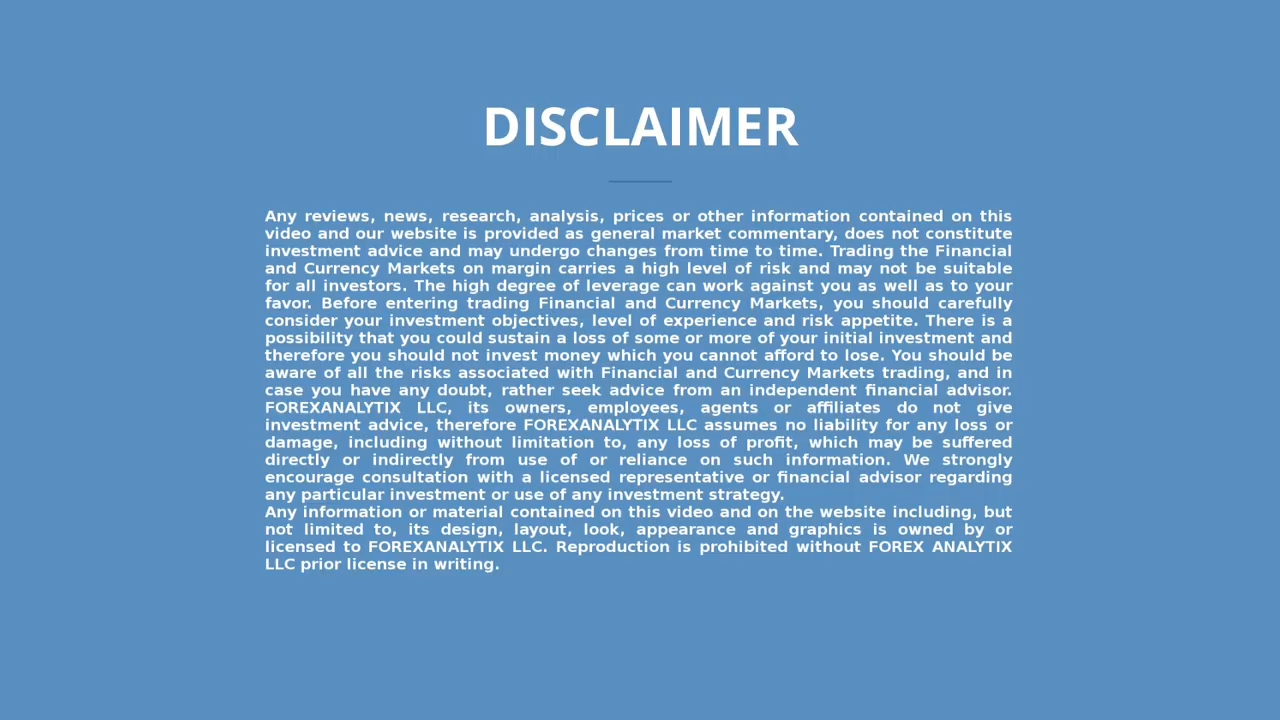 DISCLAIMER
Any reviews, news, research, analysis, prices or other information contained on this
video and our website is provided as general market commentary, does not constitute
investment advice and may undergo changes from time to time. Trading the Financial
and Currency Markets on margin carries a high level of risk and may not be suitable
for all investors. The high degree of leverage can work against you as well as to your
favor. Before entering trading Financial and Currency Markets, you should carefully
consider your investment objectives, level of experience and risk appetite. There is a
possibility that you could sustain a loss of some or more of your initial investment and
therefore you should not invest money which you cannot afford to lose. You should be
aware of all the risks associated with Financial and Currency Markets trading, and in
case you have any doubt, rather seek advice from an independent financial advisor.
FOREXANALYTIX LLC, its owners, employees, agents or affiliates do not give
investment advice, therefore FOREXANALYTIX LLC assumes no liability for any loss or
damage, including without limitation to, any loss of profit, which may be suffered
directly or indirectly from use of or reliance on such information. We strongly
encourage consultation with a licensed representative or financial advisor regarding
any particular investment or use of any investment strategy.
Any information or material contained on this video and on the website including, but
not limited to, its design, layout, look, appearance and graphics is owned by or
licensed to FOREXANALYTIX LLC. Reproduction is prohibited without FOREX ANALYTIX
LLC prior license in writing.